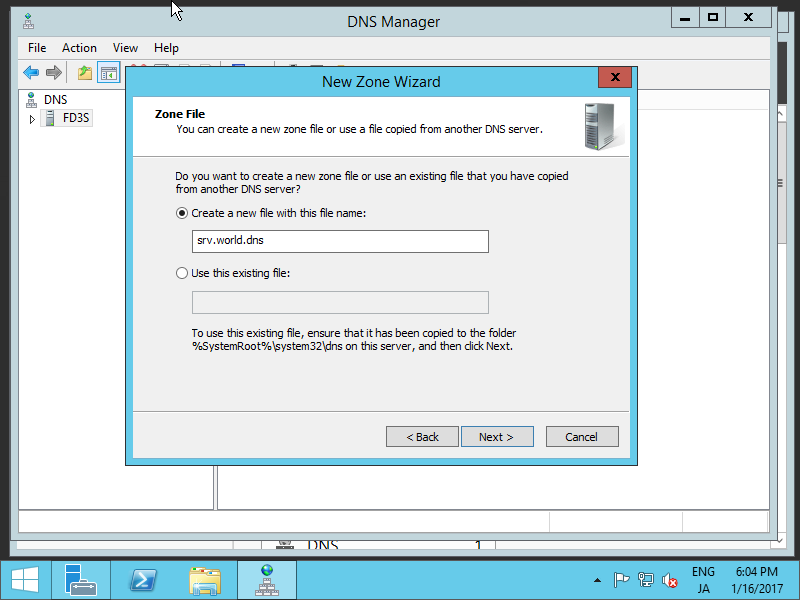 DNS Manager
File Action View Help
New Zone Wizard
DNS
FD3S
Zone File
You can create a new zone file or use a file copied from another DNS server.
Do you want to create a new zone file or use an existing file that you have copied
from another DNS server?
Create a new file with this file name:
srv.world.dns
Use this existing file:
To use this existing file, ensure that it has been copied to the folder
%SystemRoot%\system32\dns on this server, and then click Next.
< Back Next > Cancel
DNS 1
ENG 6:04 PM
JA 1/16/2017